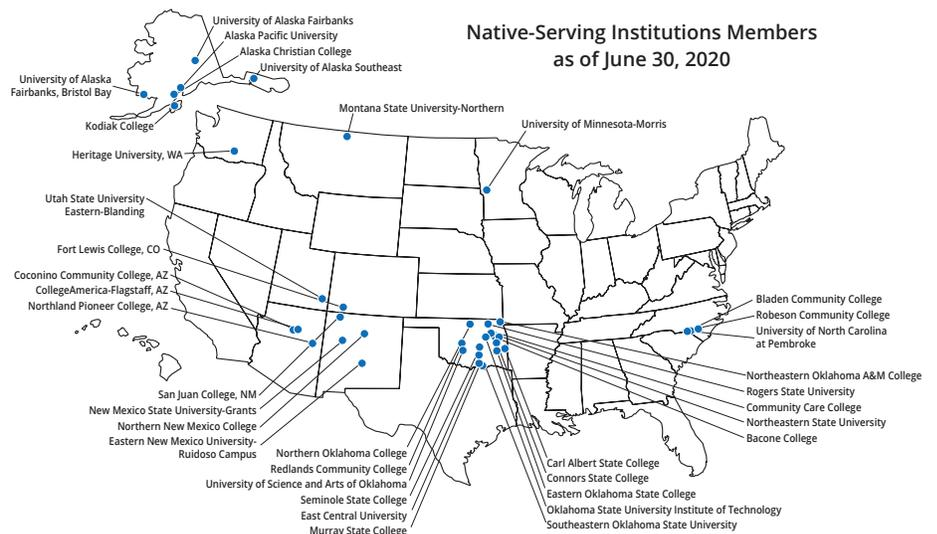 Native-Serving Institutions Members
as of June 30, 2020
University of Alaska Fairbanks
Alaska Pacific University
Alaska Christian College
University of Alaska Southeast
University of Alaska
Fairbanks, Bristol Bay
Kodiak College
Montana State University-Northern
University of Minnesota-Morris
Heritage University, WA
Utah State University
Eastern-Blanding
Fort Lewis College, CO
Coconino Community College, AZ
CollegeAmerica-Flagstaff, AZ
Northland Pioneer College, AZ
Bladen Community College
Robeson Community College
University of North Carolina
at Pembroke
San Juan College, NM
New Mexico State University-Grants
Northern New Mexico College
Eastern New Mexico University-
Ruidoso Campus
Northeastern Oklahoma A&M College
Rogers State University
Community Care College
Northeastern State University
Bacone College
Northern Oklahoma College
Redlands Community College
University of Science and Arts of Oklahoma
Seminole State College
East Central University
Murray State College
Carl Albert State College
Connors State College
Eastern Oklahoma State College
Oklahoma State University Institute of Technology
Southeastern Oklahoma State University